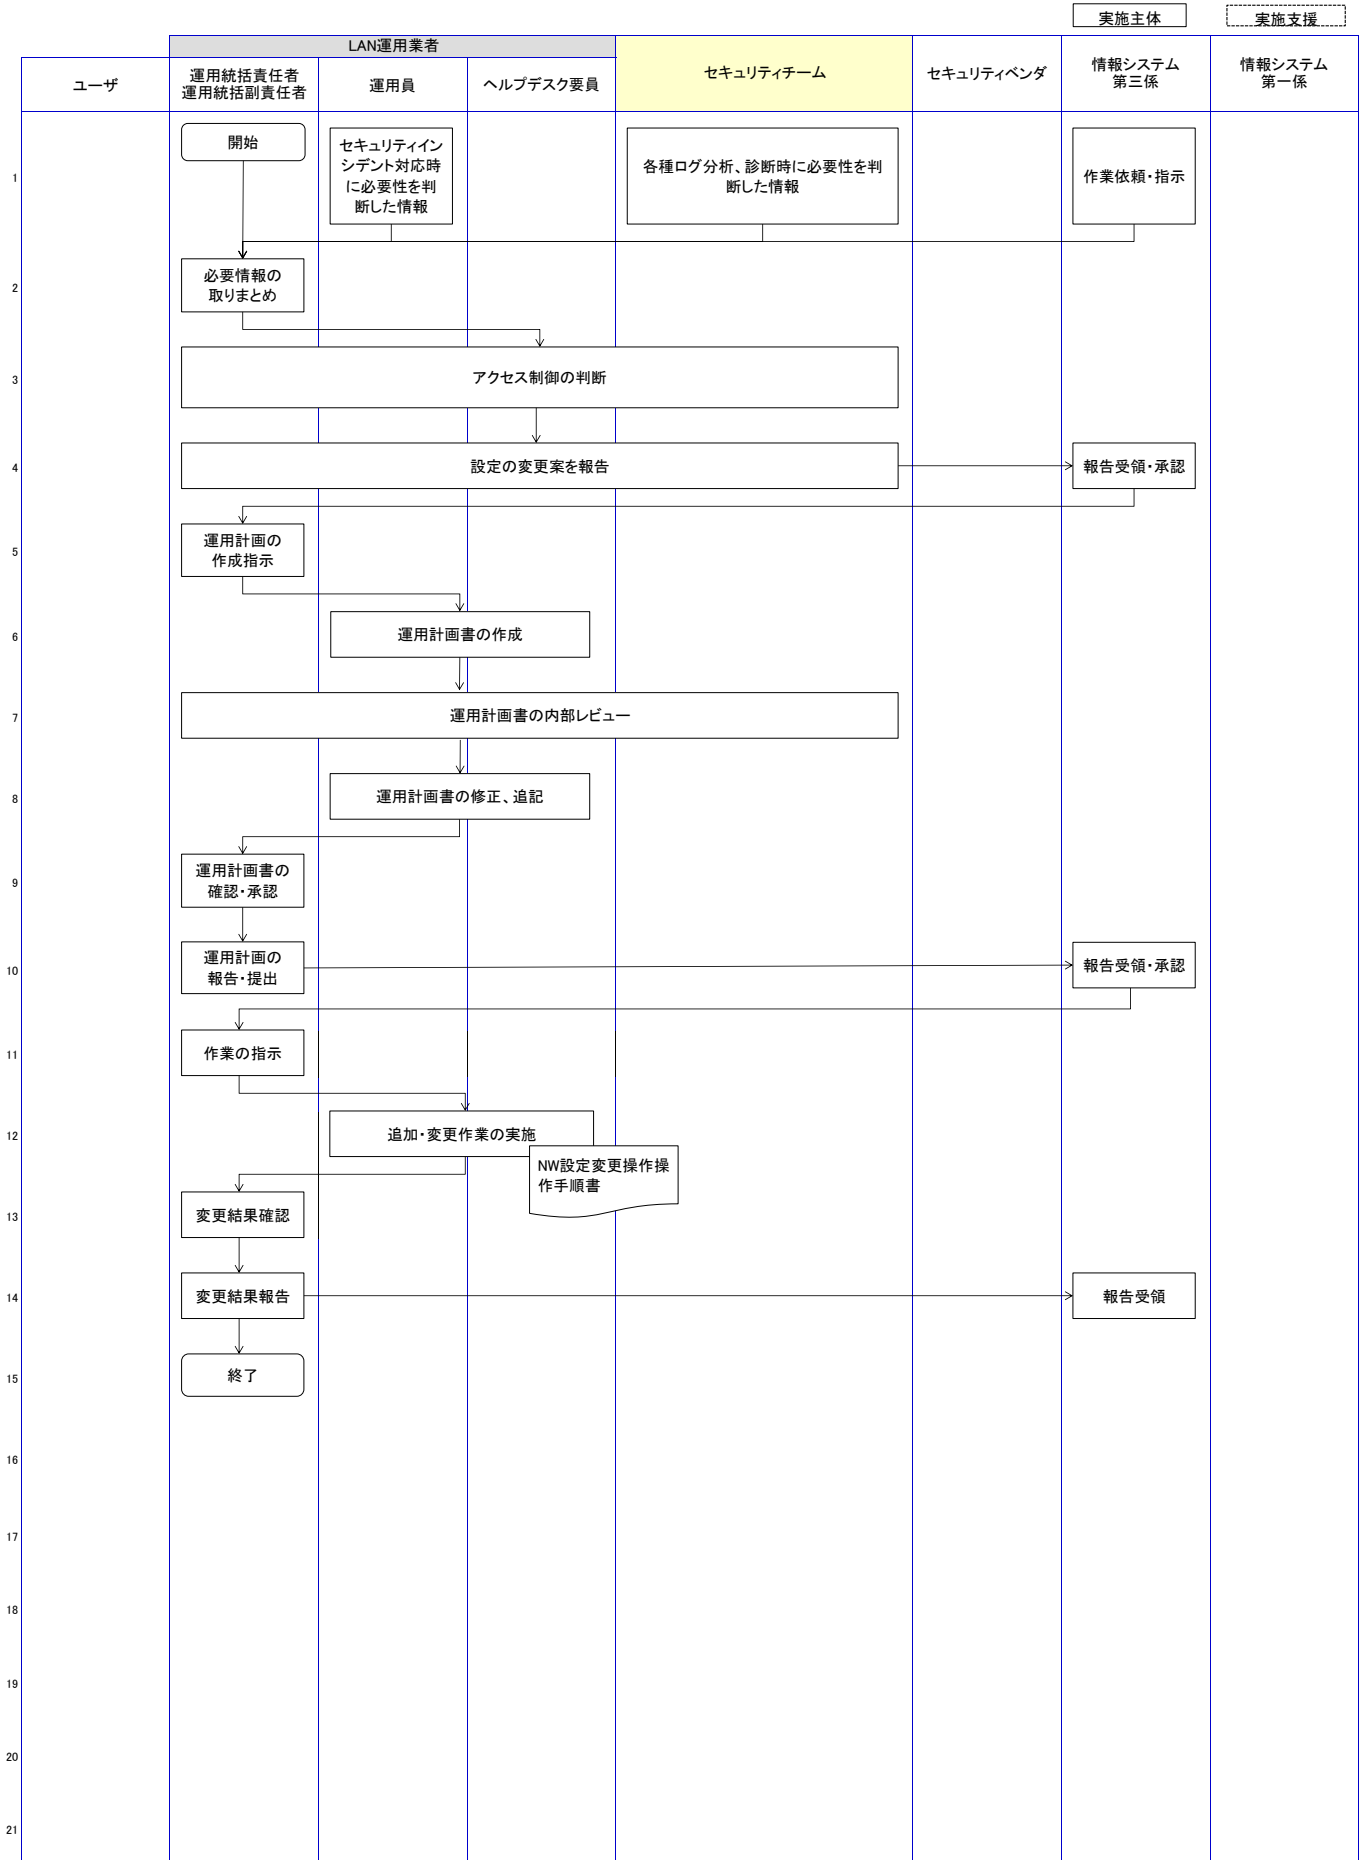 実施主体
実施支援
LAN運用業者
ユーザ
運用統括責任者
運用統括副責任者
運用員
ヘルプデスク要員
セキュリティチーム
セキュリティベンダ
情報システム
第三係
情報システム
第一係
1
開始
セキュリティイン
シデント対応時
に必要性を判
断した情報
各種ログ分析、診断時に必要性を判
断した情報
作業依頼・指示
2
必要情報の
取りまとめ
3
アクセス制御の判断
4
設定の変更案を報告
報告受領・承認
5
運用計画の
作成指示
6
運用計画書の作成
7
運用計画書の内部レビュー
8
運用計画書の修正、追記
9
運用計画書の
確認・承認
10
運用計画の
報告・提出
報告受領・承認
11
作業の指示
12
追加・変更作業の実施
NW設定変更操作操
作手順書
13
変更結果確認
14
変更結果報告
報告受領
15
終了
16
17
18
19
20
21